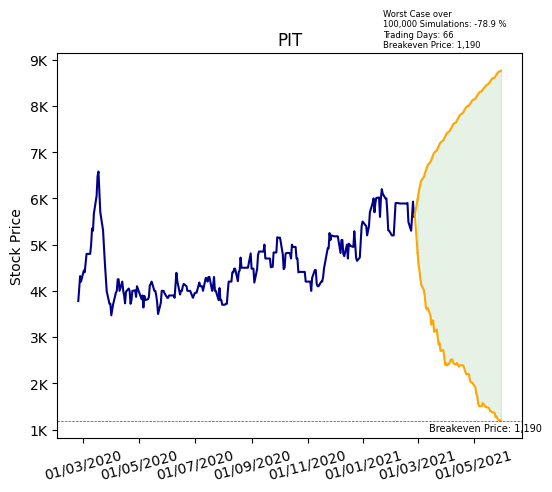 Worst Case over
100,000 Simulations: -78.9 %
Trading Days: 66
Breakeven Price: 1,190
PIT
Stock Price
9K
8K
7K
6K
5K
4K
3K
2K
1K
Breakeven Price: 1,190
01/03/2020
01/05/2020
01/07/2020
01/09/2020
01/11/2020
01/01/2021
01/03/2021
01/05/2021